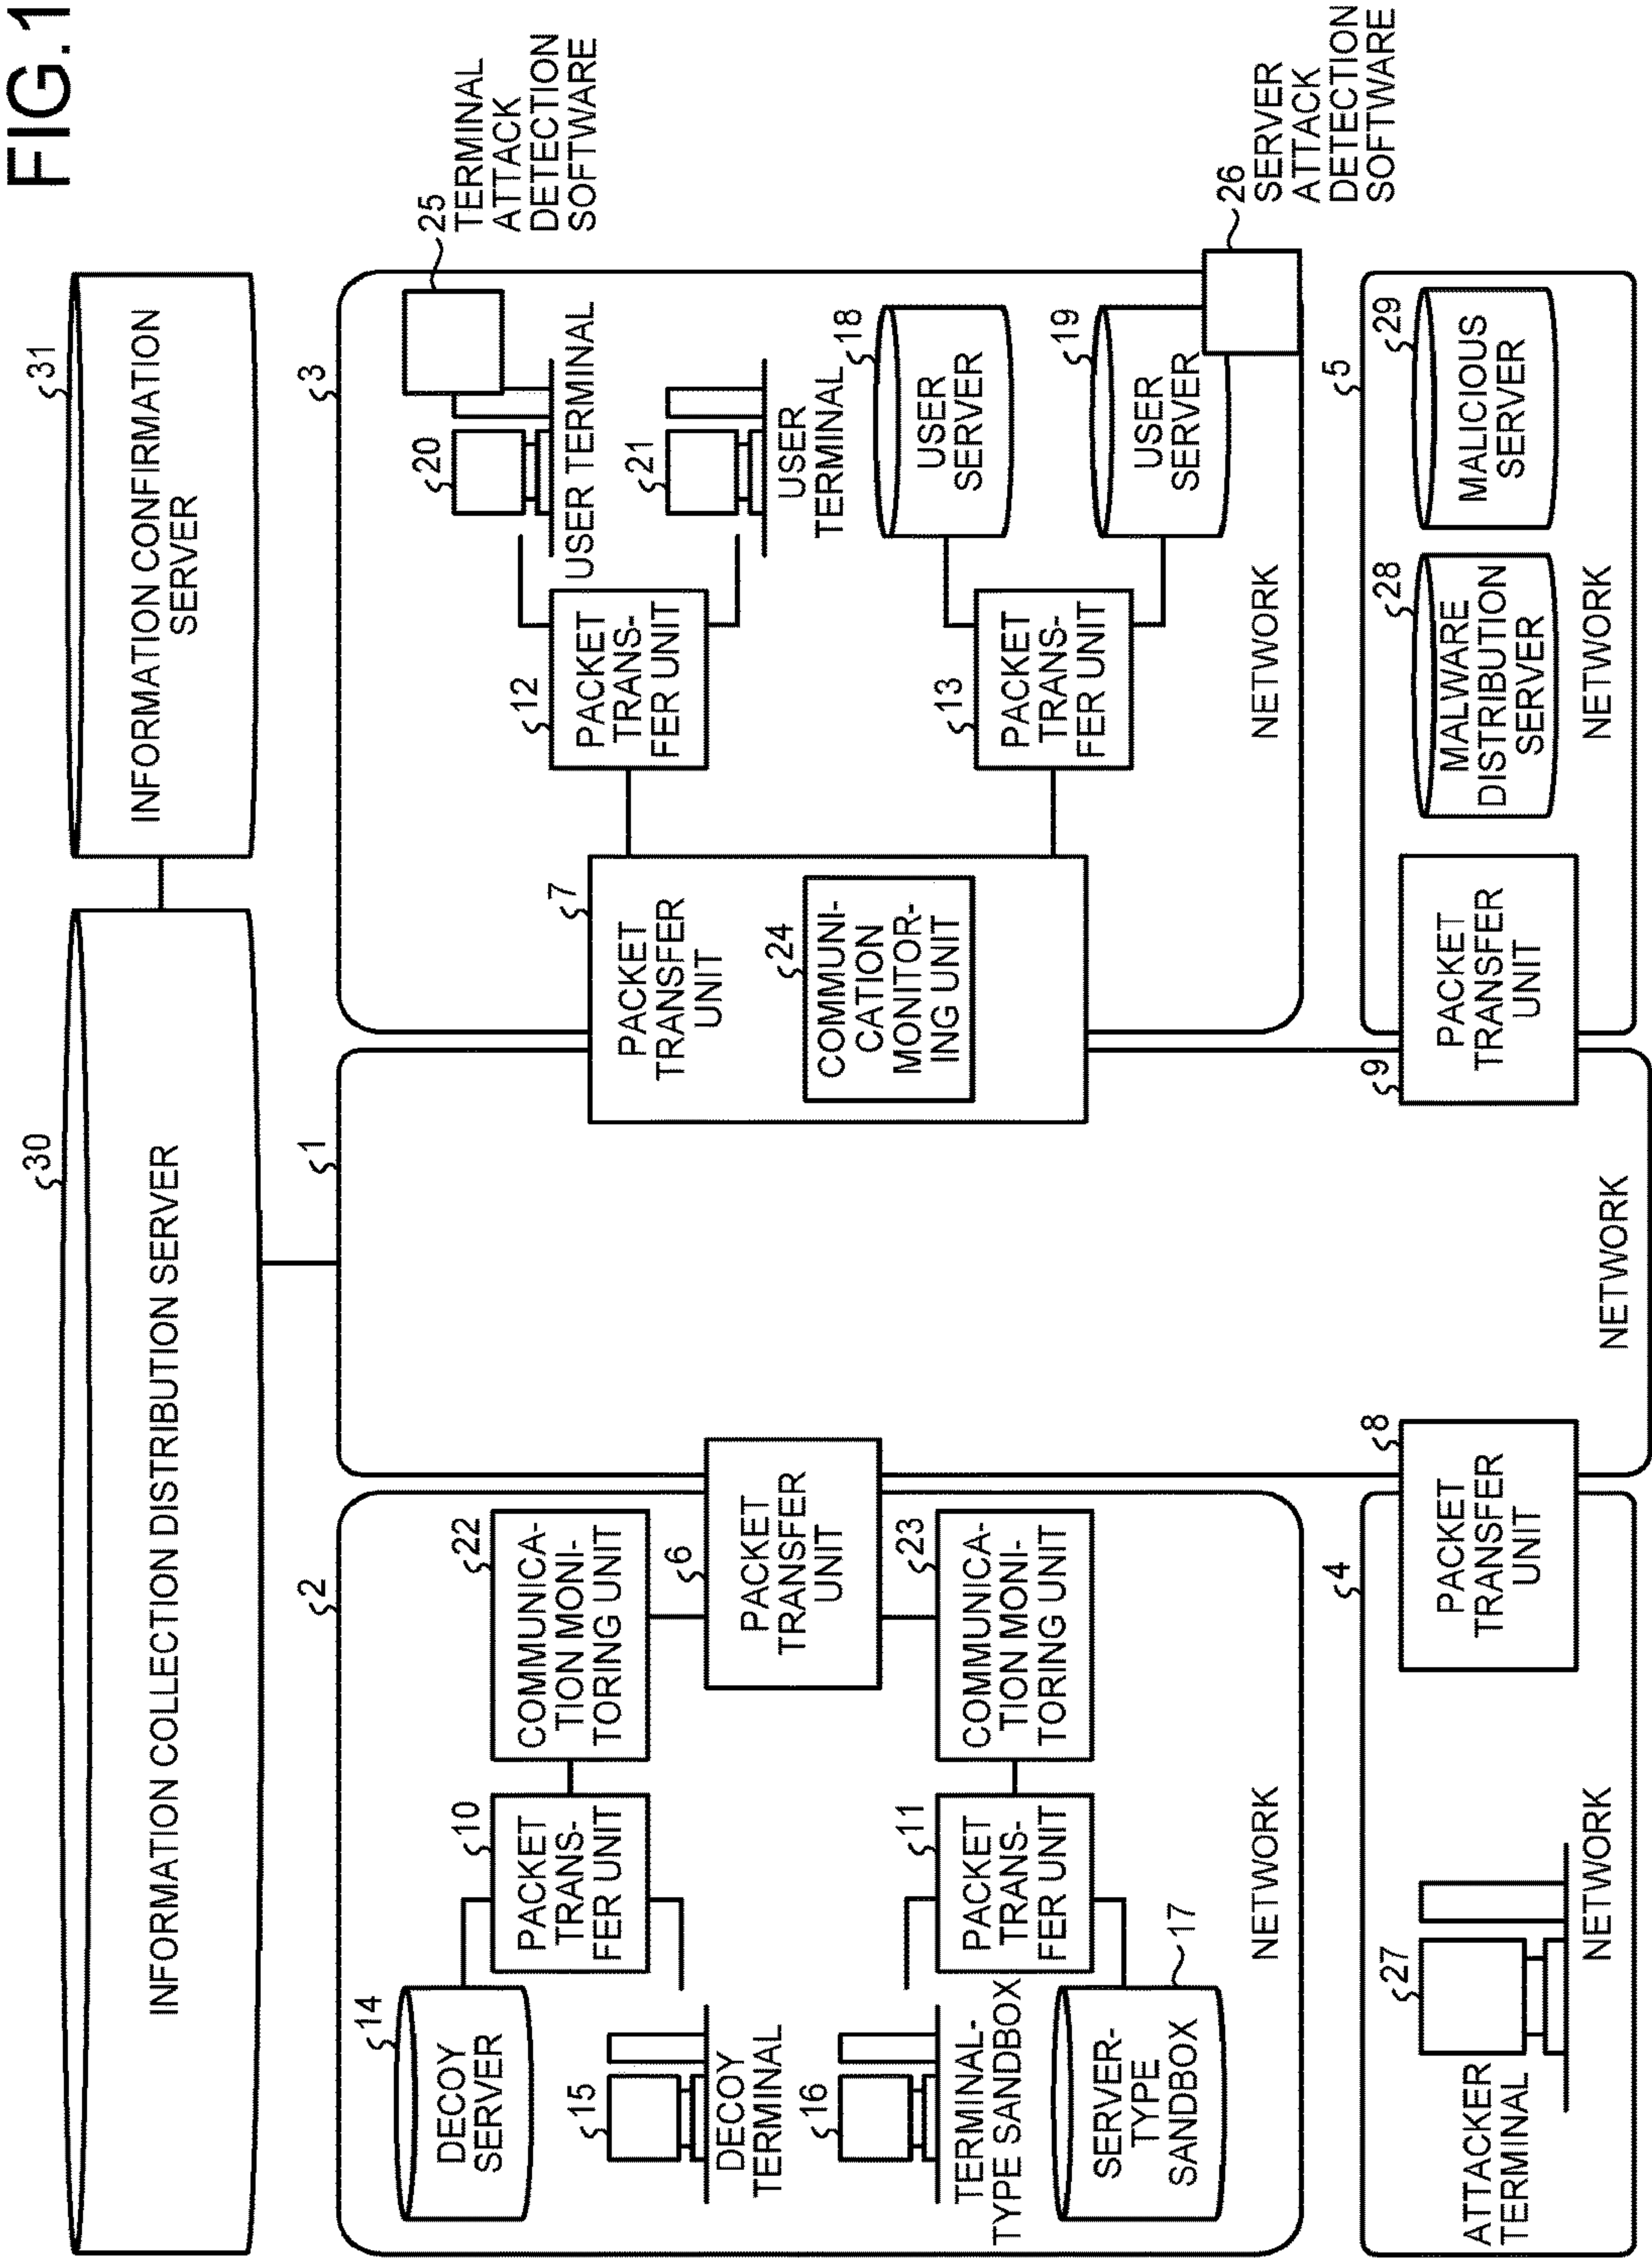 FIG.1
30
INFORMATION COLLECTION DISTRIBUTION SERVER
31
INFORMATION CONFIRMATION
SERVER
2
14
DECOY
SERVER
10
PACKET
TRANS-
FER UNIT
22
COMMUNICA-
TION MONI-
TORING UNIT
15
DECOY
TERMINAL
6
PACKET
TRANSFER
UNIT
16
TERMINAL-
TYPE SANDBOX
11
PACKET
TRANS-
FER UNIT
23
COMMUNICA-
TION MONI-
TORING UNIT
17
SERVER-
TYPE
SANDBOX
NETWORK
1
NETWORK
3
7
PACKET
TRANSFER
UNIT
24
COMMUNI-
CATION
MONITOR-
ING UNIT
12
PACKET
TRANS-
FER UNIT
20
USER TERMINAL
25
TERMINAL
ATTACK
DETECTION
SOFTWARE
21
USER
TERMINAL
13
PACKET
TRANS-
FER UNIT
18
USER
SERVER
19
USER
SERVER
26
SERVER
ATTACK
DETECTION
SOFTWARE
NETWORK
4
27
ATTACKER
TERMINAL
8
PACKET
TRANSFER
UNIT
NETWORK
5
9
PACKET
TRANSFER
UNIT
28
MALWARE
DISTRIBUTION
SERVER
29
MALICIOUS
SERVER
NETWORK